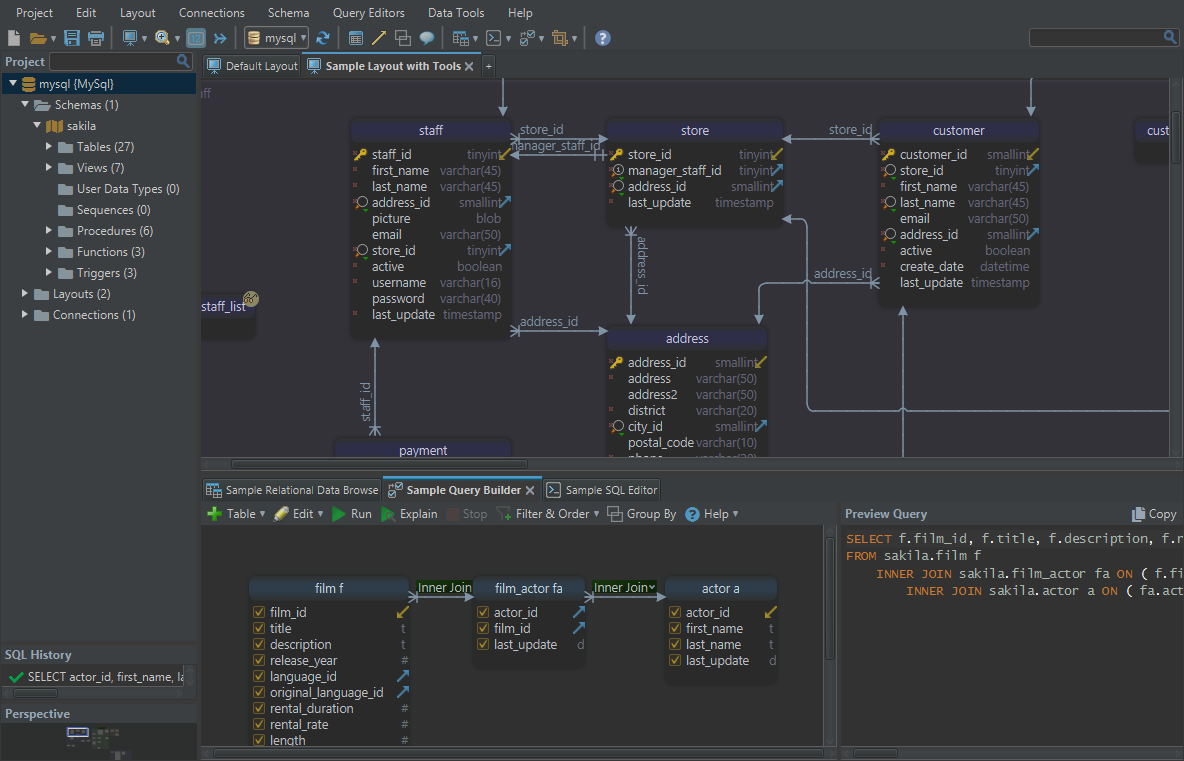 Project Edit Layout Connections Schema Query Editors Data Tools Help
mysql
Project
Default Layout Sample Layout with Tools +
mysql {MySql}
Schemas (1)
sakila
Tables (27)
Views (7)
User Data Types (0)
Sequences (0)
Procedures (6)
Functions (3)
Triggers (3)
Layouts (2)
Connections (1)
SQL History
SELECT actor_id, first_name, la
Perspective
aff
staff_list
staff
staff_id tinyint
first_name varchar(45)
last_name varchar(45)
address_id smallint
picture blob
email varchar(50)
store_id tinyint
active boolean
username varchar(16)
password varchar(40)
last_update timestamp
store_id
manager_staff_id
store
store_id tinyint
manager_staff_id tinyint
address_id smallint
last_update timestamp
store_id
customer
customer_id smallint
store_id tinyint
first_name varchar(45)
last_name varchar(45)
email varchar(50)
address_id smallint
active boolean
create_date datetime
last_update timestamp
cust
address_id
address_id
address_id
address
address_id smallint
address varchar(50)
address2 varchar(50)
district varchar(20)
city_id smallint
postal_code varchar(10)
phone varchar(20)
staff_id
payment
Sample Relational Data Browse Sample Query Builder Sample SQL Editor
Table Edit Run Explain Stop Filter & Order Group By Help
film f
film_id
title t
description t
release_year #
language_id
original_language_id
rental_duration #
rental_rate #
length #
Inner Join
film_actor fa
actor_id
film_id
last_update d
Inner Join
actor a
actor_id
first_name t
last_name t
last_update d
Preview Query Copy
SELECT f.film_id, f.title, f.description, f.r
FROM sakila.film f
INNER JOIN sakila.film_actor fa ON ( f.fi
INNER JOIN sakila.actor a ON ( fa.act